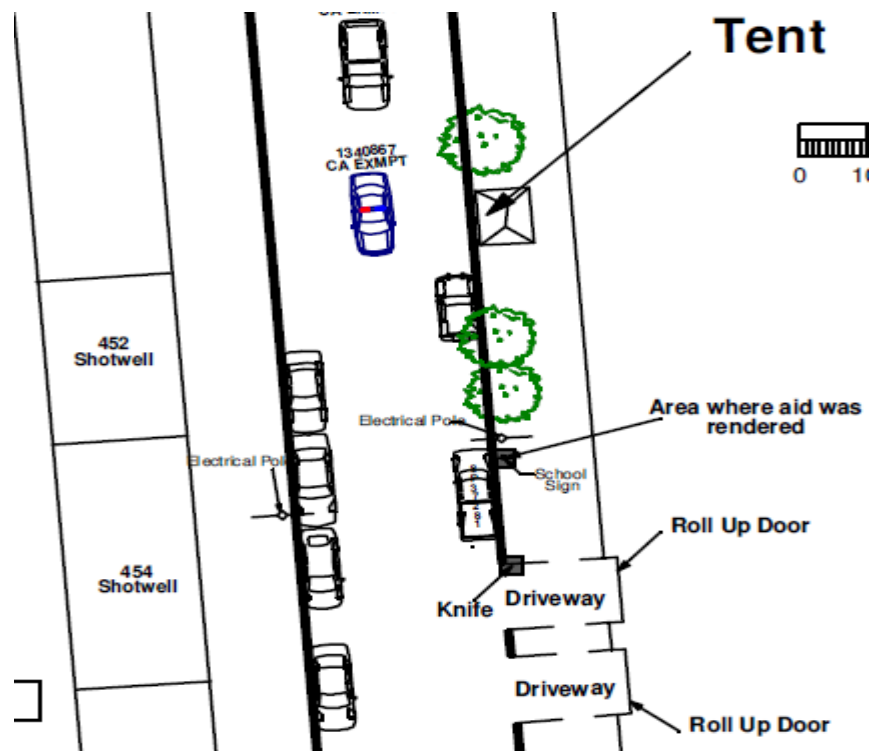 Tent
1340867
CA EXMPT
0
10
452
Shotwell
Area where aid was
rendered
Electrical Pole
Electrical Pole
School
Sign
Roll Up Door
454
Shotwell
Knife
Driveway
Driveway
Roll Up Door